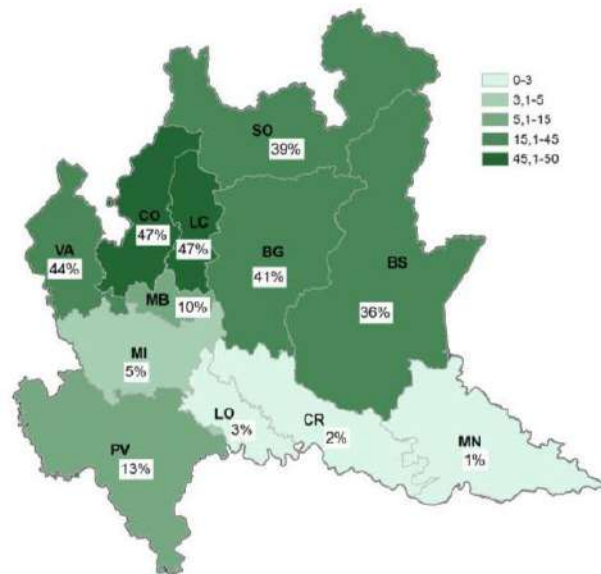 0-3
3,1-5
5,1-15
15,1-45
45,1-50
SO
39%
CO
47%
LC
47%
VA
44%
BG
41%
BS
36%
MB
10%
MI
5%
LO
3%
CR
2%
MN
1%
PV
13%